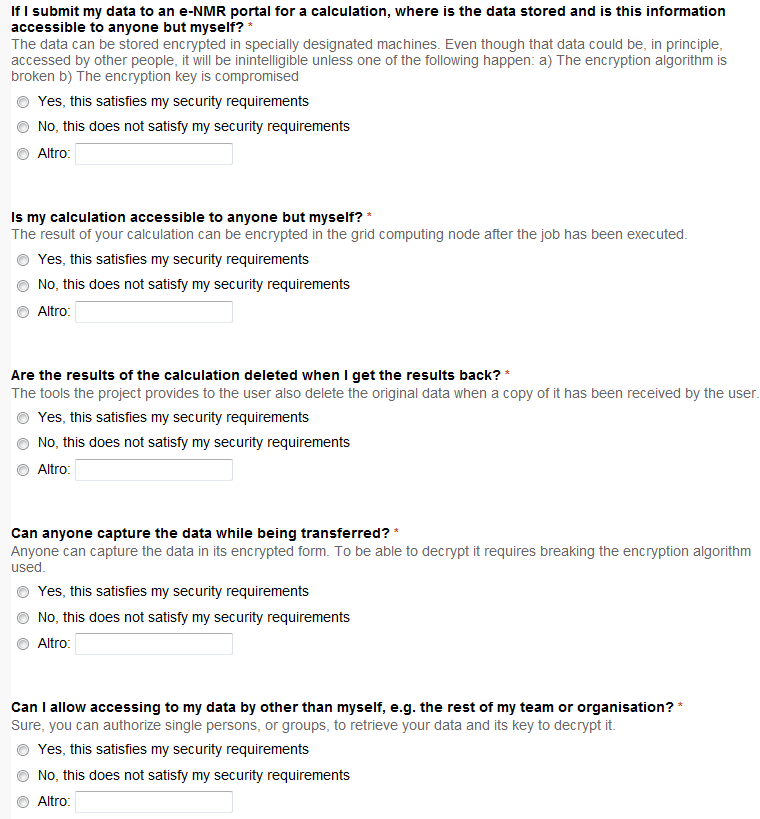 If I submit my data to an e-NMR portal for a calculation, where is the data stored and is this information
accessible to anyone but myself? *
The data can be stored encrypted in specially designated machines. Even though that data could be, in principle,
accessed by other people, it will be inintelligible unless one of the following happen: a) The encryption algorithm is
broken b) The encryption key is compromised
Yes, this satisfies my security requirements
No, this does not satisfy my security requirements
Altro:
Is my calculation accessible to anyone but myself? *
The result of your calculation can be encrypted in the grid computing node after the job has been executed.
Yes, this satisfies my security requirements
No, this does not satisfy my security requirements
Altro:
Are the results of the calculation deleted when I get the results back? *
The tools the project provides to the user also delete the original data when a copy of it has been received by the user.
Yes, this satisfies my security requirements
No, this does not satisfy my security requirements
Altro:
Can anyone capture the data while being transferred? *
Anyone can capture the data in its encrypted form. To be able to decrypt it requires breaking the encryption algorithm
used.
Yes, this satisfies my security requirements
No, this does not satisfy my security requirements
Altro:
Can I allow accessing to my data by other than myself, e.g. the rest of my team or organisation? *
Sure, you can authorize single persons, or groups, to retrieve your data and its key to decrypt it.
Yes, this satisfies my security requirements
No, this does not satisfy my security requirements
Altro: